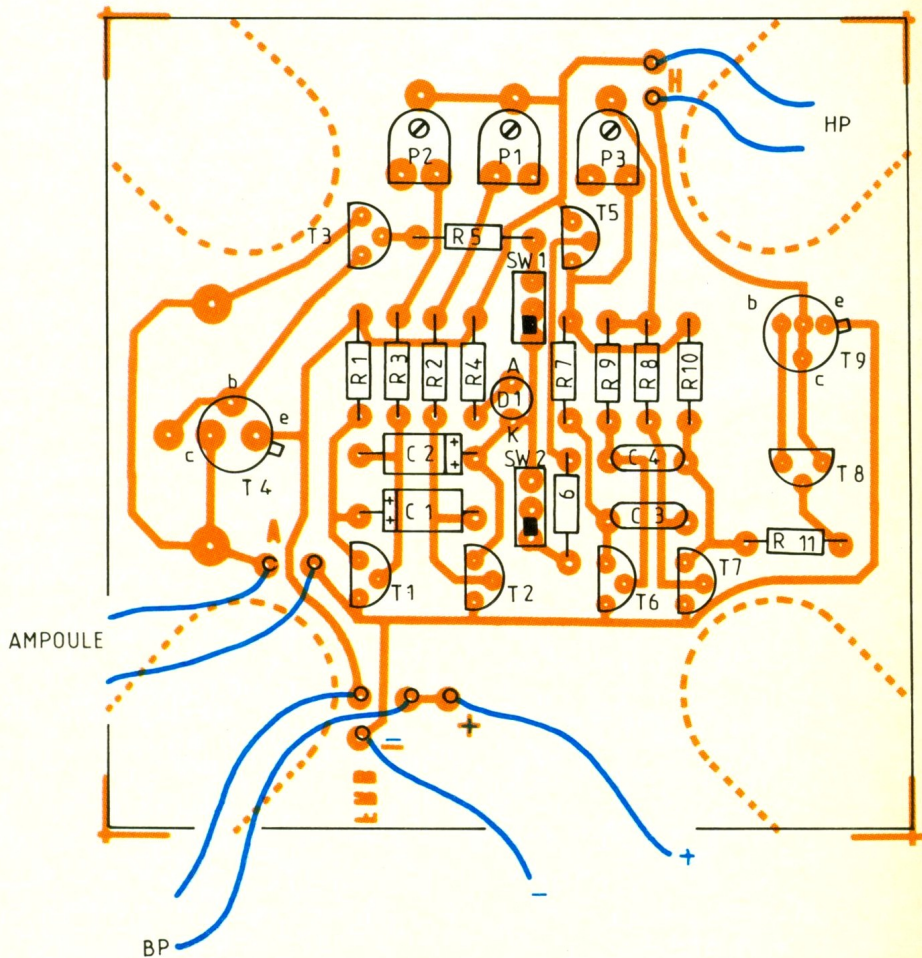 H
HP
P2
P1
P3
T3
R5
T5
SW1
b
e
T9
c
R1
R3
R2
R4
A
D1
K
R7
R9
R8
R10
b
e
c
T4
C2
+
+
SW2
C4
T8
A
C1
+
+
6
C3
R 11
T1
T2
T6
T7
AMPOULE
+
–
+
–
BP